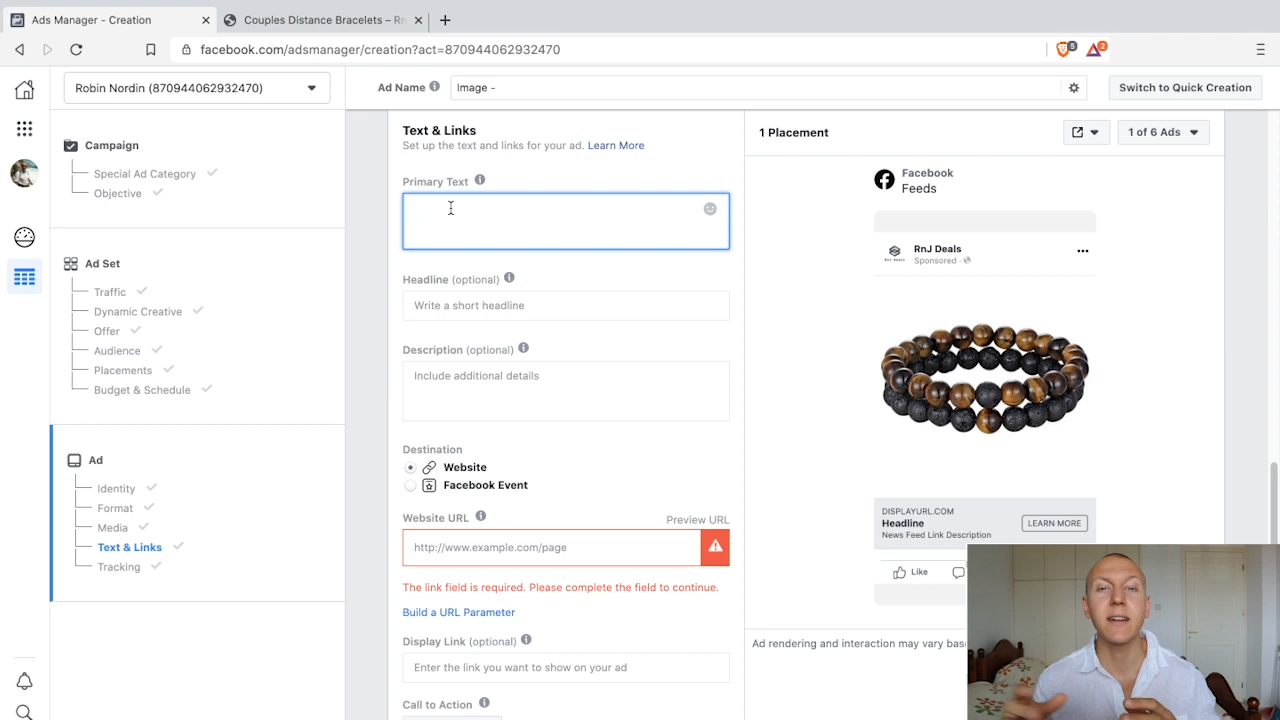 Ads Manager - Creation
Couples Distance Bracelets – Rn
facebook.com/adsmanager/creation?act=870944062932470
5
2
Robin Nordin (870944062932470)
Ad Name
Image -
Switch to Quick Creation
Campaign
Special Ad Category
Objective
Ad Set
Traffic
Dynamic Creative
Offer
Audience
Placements
Budget & Schedule
Ad
Identity
Format
Media
Text & Links
Tracking
Text & Links
Set up the text and links for your ad. Learn More
Primary Text
Headline (optional)
Write a short headline
Description (optional)
Include additional details
Destination
Website
Facebook Event
Website URL
Preview URL
http://www.example.com/page
The link field is required. Please complete the field to continue.
Build a URL Parameter
Display Link (optional)
Enter the link you want to show on your ad
Call to Action
1 Placement
1 of 6 Ads
Facebook
Feeds
RnJ Deals
Sponsored ·
DISPLAYURL.COM
Headline
News Feed Link Description
LEARN MORE
Like
Ad rendering and interaction may vary bas